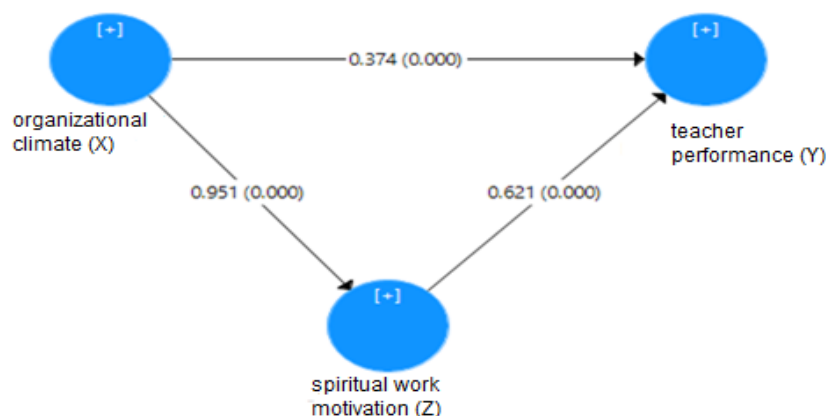 [+]
[+]
0.374 (0.000)
organizational
climate (X)
teacher
performance (Y)
0.951 (0.000)
0.621 (0.000)
[+]
spiritual work
motivation (Z)